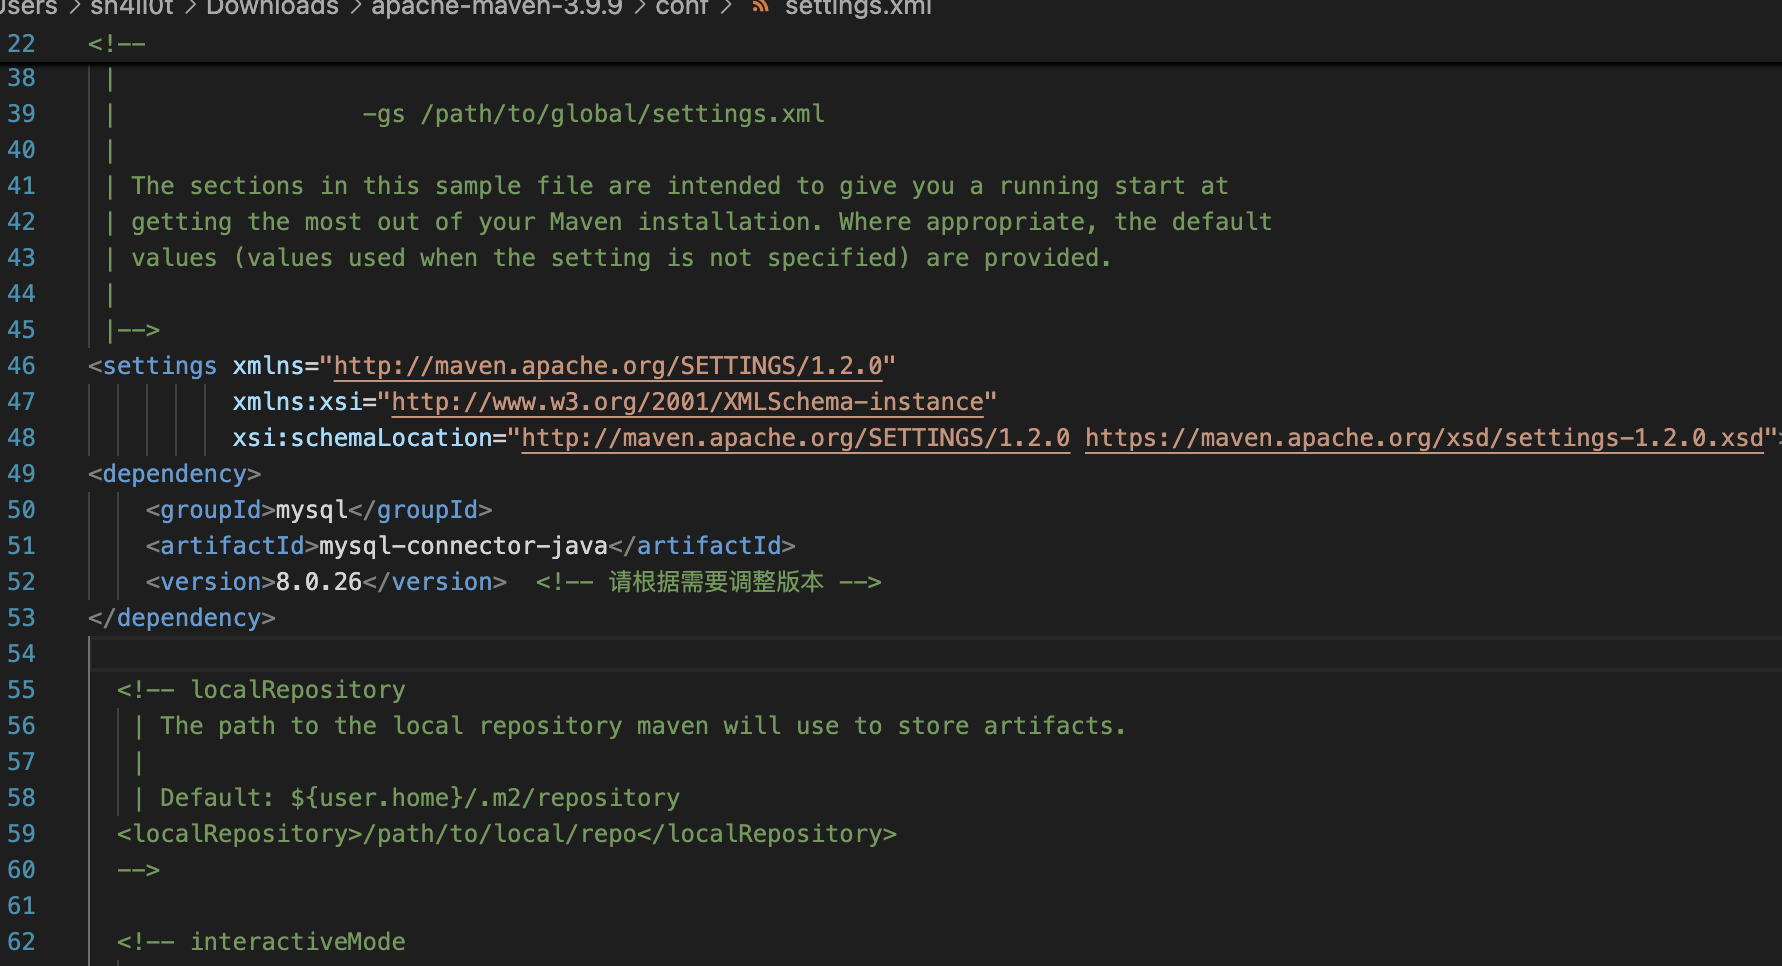 Users > sh4ll0t > Downloads > apache-maven-3.9.9 > conf > settings.xml
22 <!--
38 |
39 | -gs /path/to/global/settings.xml
40 |
41 | The sections in this sample file are intended to give you a running start at
42 | getting the most out of your Maven installation. Where appropriate, the default
43 | values (values used when the setting is not specified) are provided.
44 |
45 |-->
46 <settings xmlns="http://maven.apache.org/SETTINGS/1.2.0"
47 xmlns:xsi="http://www.w3.org/2001/XMLSchema-instance"
48 xsi:schemaLocation="http://maven.apache.org/SETTINGS/1.2.0 https://maven.apache.org/xsd/settings-1.2.0.xsd">
49 <dependency>
50 <groupId>mysql</groupId>
51 <artifactId>mysql-connector-java</artifactId>
52 <version>8.0.26</version> <!-- 请根据需要调整版本 -->
53 </dependency>
54
55 <!-- localRepository
56 | The path to the local repository maven will use to store artifacts.
57 |
58 | Default: ${user.home}/.m2/repository
59 <localRepository>/path/to/local/repo</localRepository>
60 -->
61
62 <!-- interactiveMode